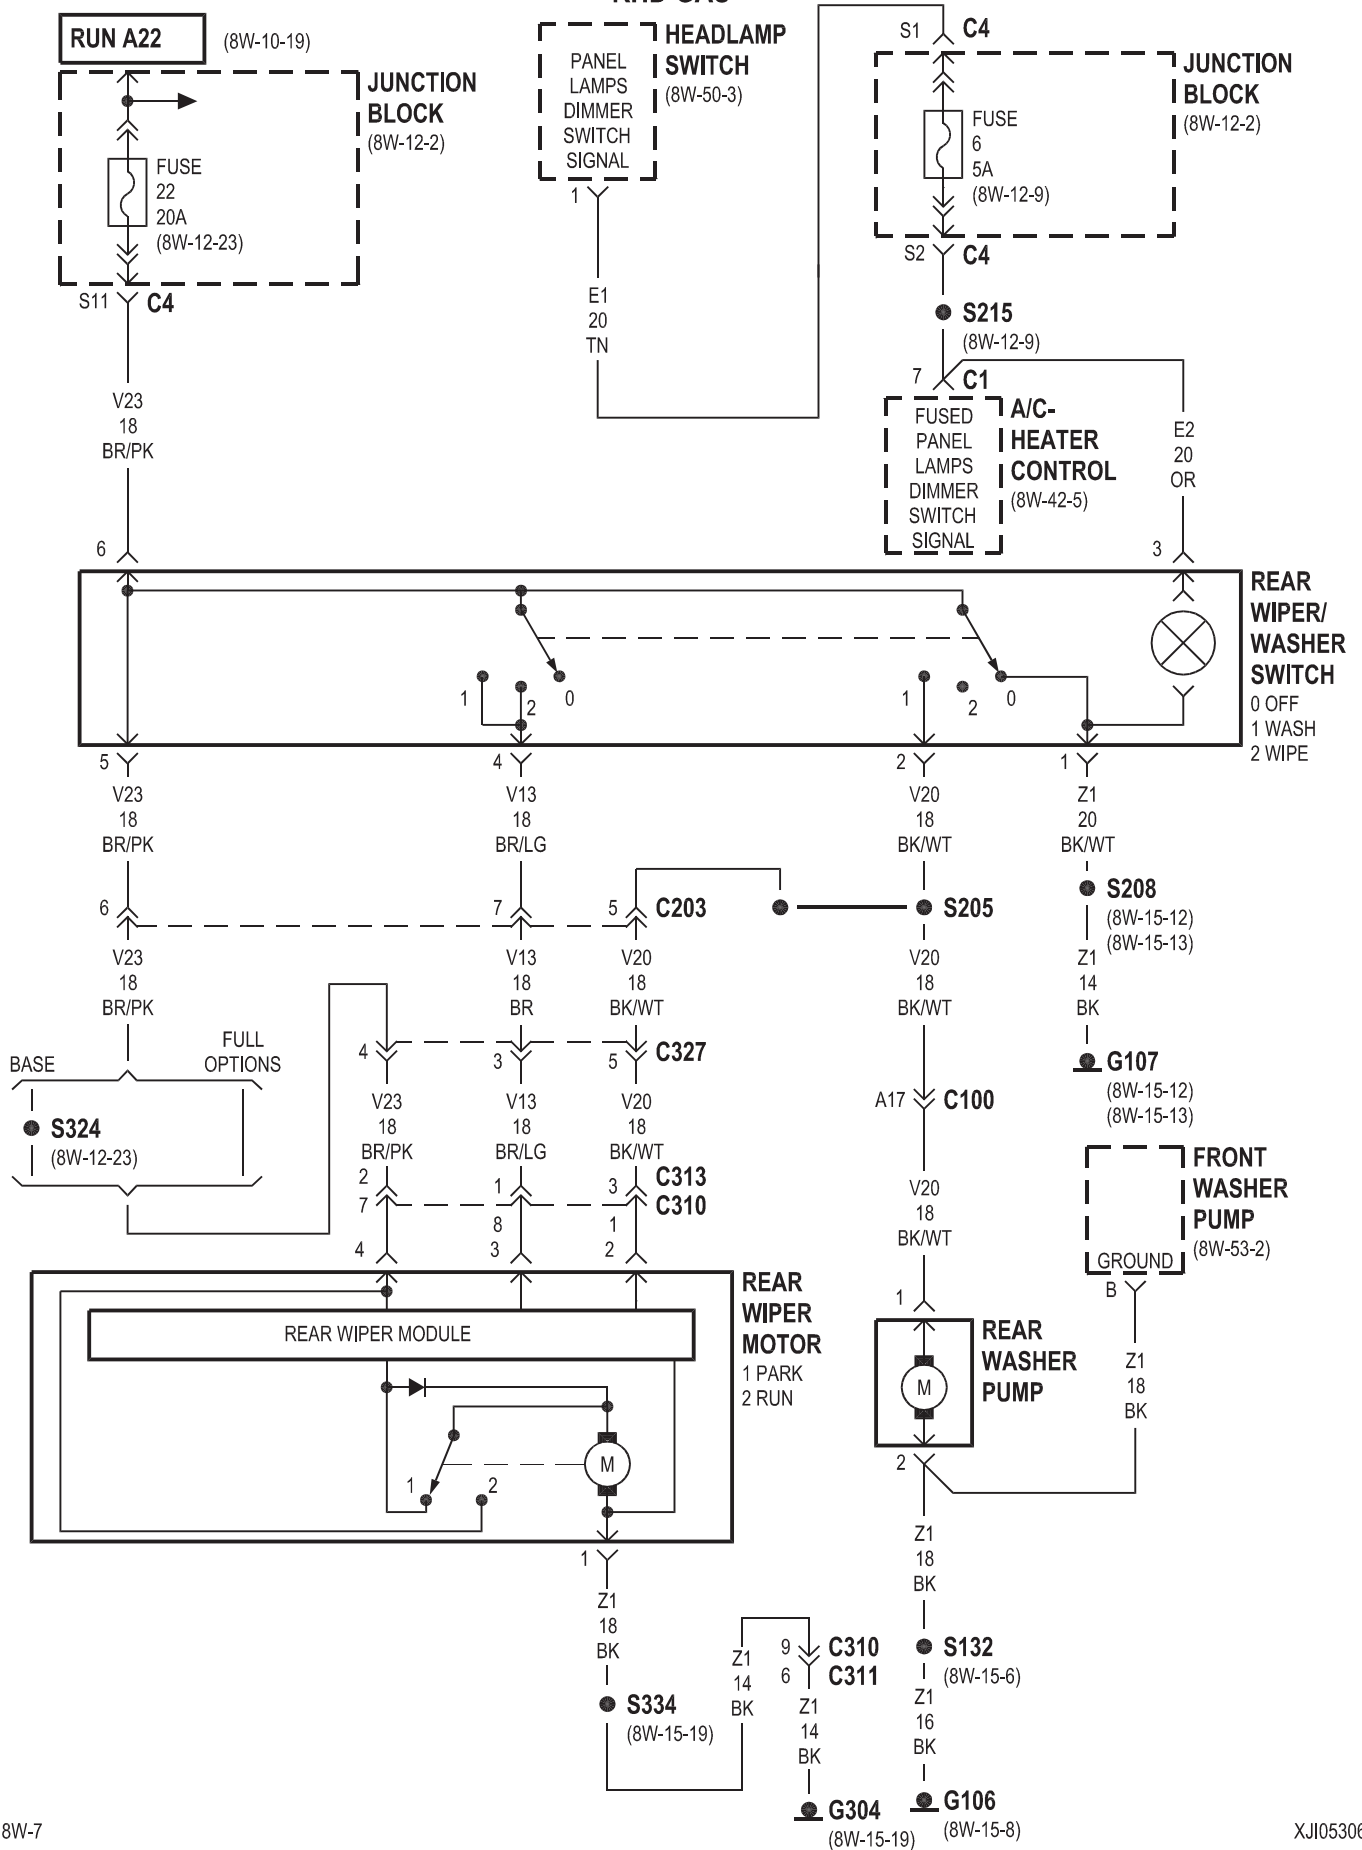 RUN A22
(8W-10-19)
JUNCTION
BLOCK
(8W-12-2)
FUSE
22
20A
(8W-12-23)
S11
C4
V23
18
BR/PK
6
PANEL
LAMPS
DIMMER
SWITCH
SIGNAL
HEADLAMP
SWITCH
(8W-50-3)
1
E1
20
TN
S1
C4
JUNCTION
BLOCK
(8W-12-2)
FUSE
6
5A
(8W-12-9)
S2
C4
S215
(8W-12-9)
7
C1
FUSED
PANEL
LAMPS
DIMMER
SWITCH
SIGNAL
A/C-
HEATER
CONTROL
(8W-42-5)
E2
20
OR
3
REAR
WIPER/
WASHER
SWITCH
0 OFF
1 WASH
2 WIPE
1
2
0
1
2
0
5
4
2
1
V23
18
BR/PK
V13
18
BR/LG
V20
18
BK/WT
Z1
20
BK/WT
6
7
5
C203
S205
S208
(8W-15-12)
(8W-15-13)
V23
18
BR/PK
V13
18
BR
V20
18
BK/WT
V20
18
BK/WT
Z1
14
BK
BASE
FULL
OPTIONS
S324
(8W-12-23)
4
3
5
C327
V23
18
BR/PK
V13
18
BR/LG
V20
18
BK/WT
A17
C100
G107
(8W-15-12)
(8W-15-13)
2
1
3
C313
7
8
1
C310
4
3
2
V20
18
BK/WT
FRONT
WASHER
PUMP
(8W-53-2)
GROUND
B
REAR WIPER MODULE
REAR
WIPER
MOTOR
1 PARK
2 RUN
M
1
2
1
1
M
REAR
WASHER
PUMP
2
Z1
18
BK
Z1
18
BK
Z1
18
BK
S334
(8W-15-19)
Z1
14
BK
9
C310
6
C311
Z1
14
BK
G304
(8W-15-19)
S132
(8W-15-6)
Z1
16
BK
G106
(8W-15-8)
8W-7